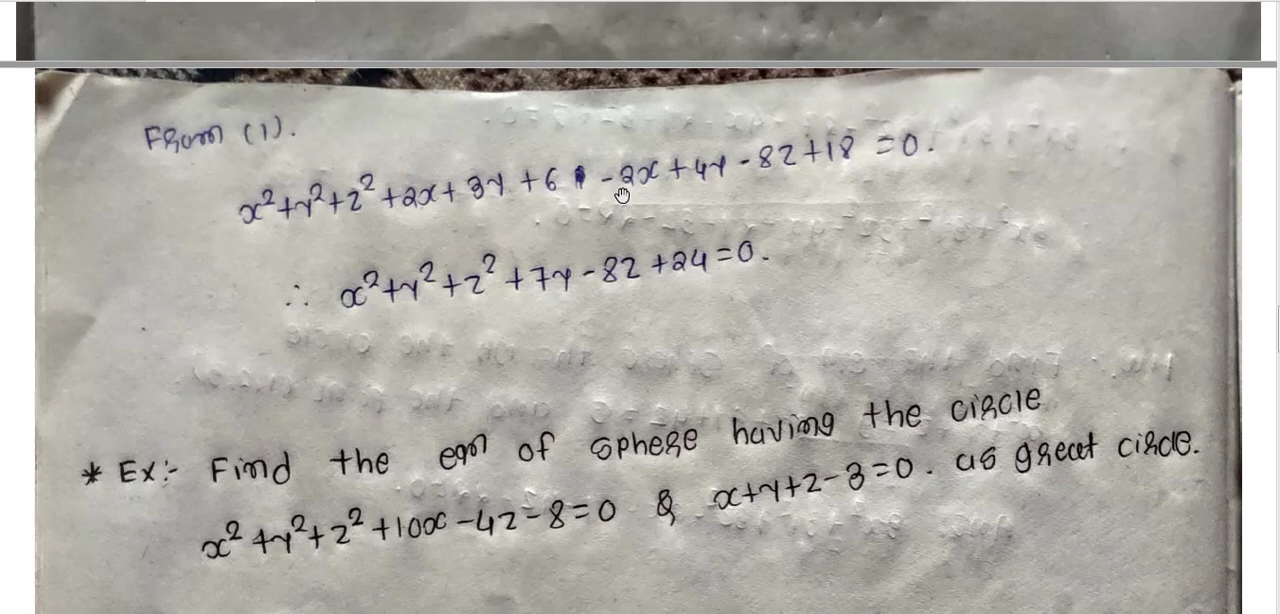 From (1).
x²+y²+z²+2x+3y+6 -2x+4y-8z+18 =0.
∴ x²+y²+z²+7y-8z+24=0.
* Ex:- Find the eqn of sphere having the circle
x²+y²+z²+10x-4z-8=0 & x+y+z-3=0. as great circle.